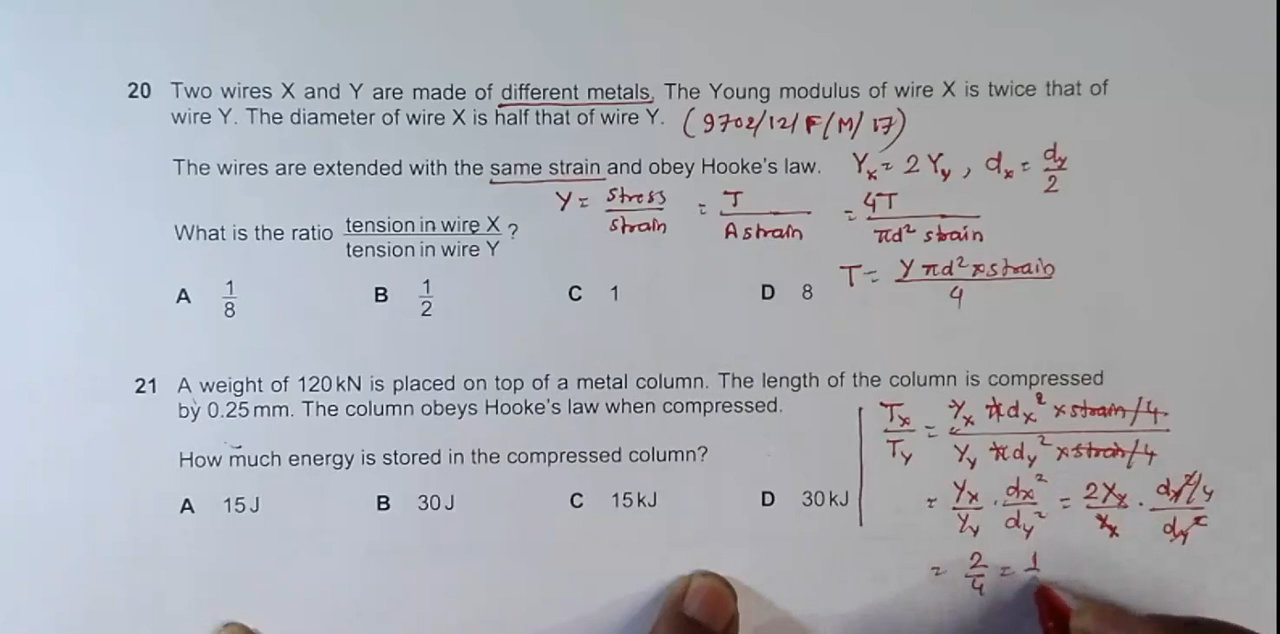 20 Two wires X and Y are made of different metals. The Young modulus of wire X is twice that of
wire Y. The diameter of wire X is half that of wire Y. (9702/12/F/M/17)
The wires are extended with the same strain and obey Hooke's law. Yx = 2Yy, dx = dy/2
Y = stress/strain = T/A strain = 4T/πd² strain
What is the ratio tension in wire X/tension in wire Y?
T = Yπd² × strain/4
A 1/8 B 1/2 C 1 D 8
21 A weight of 120 kN is placed on top of a metal column. The length of the column is compressed
by 0.25 mm. The column obeys Hooke's law when compressed.
Tx/Ty = Yx πdx² × strain/4 / Yy πdy² × strain/4
How much energy is stored in the compressed column?
A 15 J B 30 J C 15 kJ D 30 kJ
= Yx/Yy . dx²/dy² = 2Yy/Yy . dy²/4/dy²
= 2/4 = 1